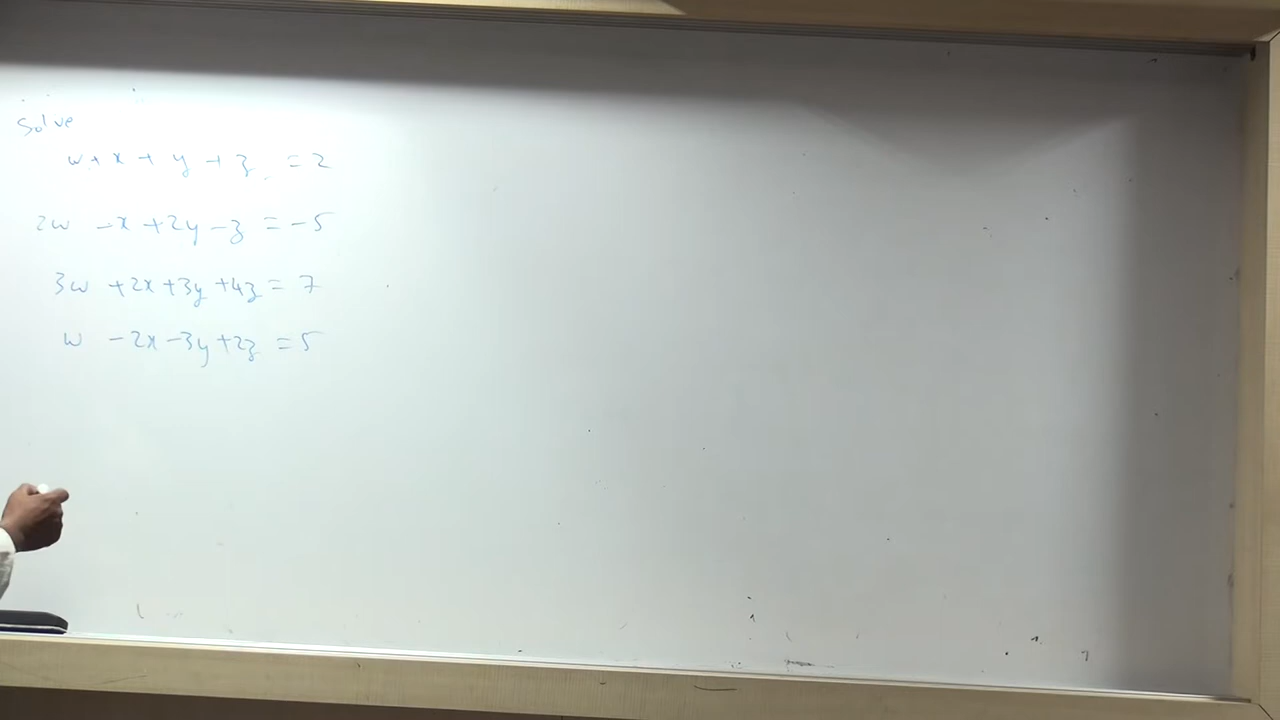 Solve
w + x + y + z = 2
2w - x + 2y - z = -5
3w + 2x + 3y + 4z = 7
w - 2x - 3y + 2z = 5